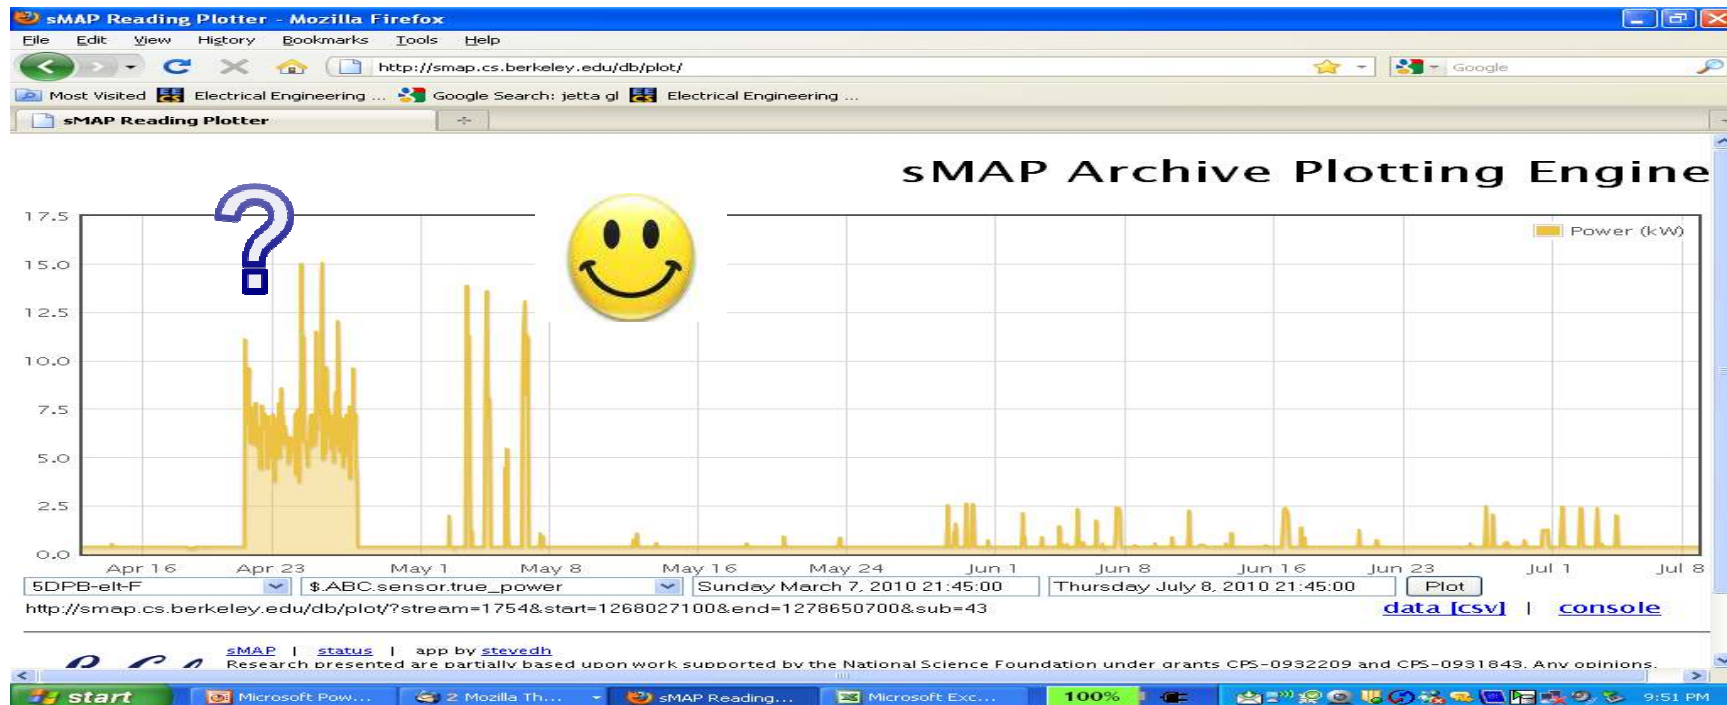 sMAP Reading Plotter - Mozilla Firefox
File Edit View History Bookmarks Tools Help
http://smap.cs.berkeley.edu/db/plot/ Google
Most Visited Electrical Engineering ... Google Search: jetta gl Electrical Engineering ...
sMAP Reading Plotter
sMAP Archive Plotting Engine
?
17.5
Power (kW)
15.0
12.5
10.0
7.5
5.0
2.5
0.0
Apr 16 Apr 23 May 1 May 8 May 16 May 24 Jun 1 Jun 8 Jun 16 Jun 23 Jul 1 Jul 8
5DPB-elt-F $.ABC.sensor.true_power Sunday March 7, 2010 21:45:00 Thursday July 8, 2010 21:45:00 Plot
http://smap.cs.berkeley.edu/db/plot/?stream=1754&start=1268027100&end=1278650700&sub=43 data [csv] | console
sMAP | status | app by stevedh
Research presented are partially based upon work supported by the National Science Foundation under grants CPS-0932209 and CPS-0931843. Any opinions.
start Microsoft Pow... 2 Mozilla Th... sMAP Reading... Microsoft Exc... 100% 9:51 PM